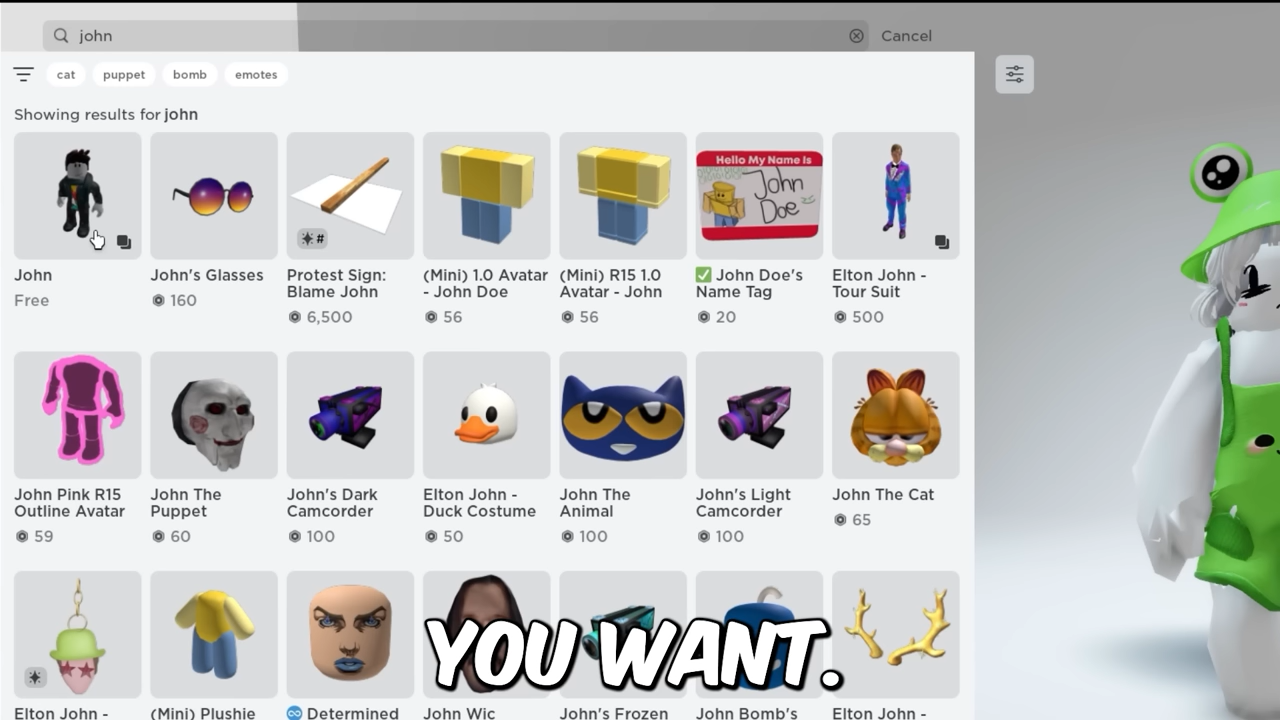 john
Cancel
cat
puppet
bomb
emotes
Showing results for john
John
Free
John's Glasses
160
#
Protest Sign:
Blame John
6,500
(Mini) 1.0 Avatar
- John Doe
56
(Mini) R15 1.0
Avatar - John
56
Hello My Name Is
John
Doe
✅ John Doe's
Name Tag
20
Elton John -
Tour Suit
500
John Pink R15
Outline Avatar
59
John The
Puppet
60
John's Dark
Camcorder
100
Elton John -
Duck Costume
50
John The
Animal
100
John's Light
Camcorder
100
John The Cat
65
YOU WANT.
Elton John -
(Mini) Plushie
♾️ Determined
John Wic
John's Frozen
John Bomb's
Elton John -